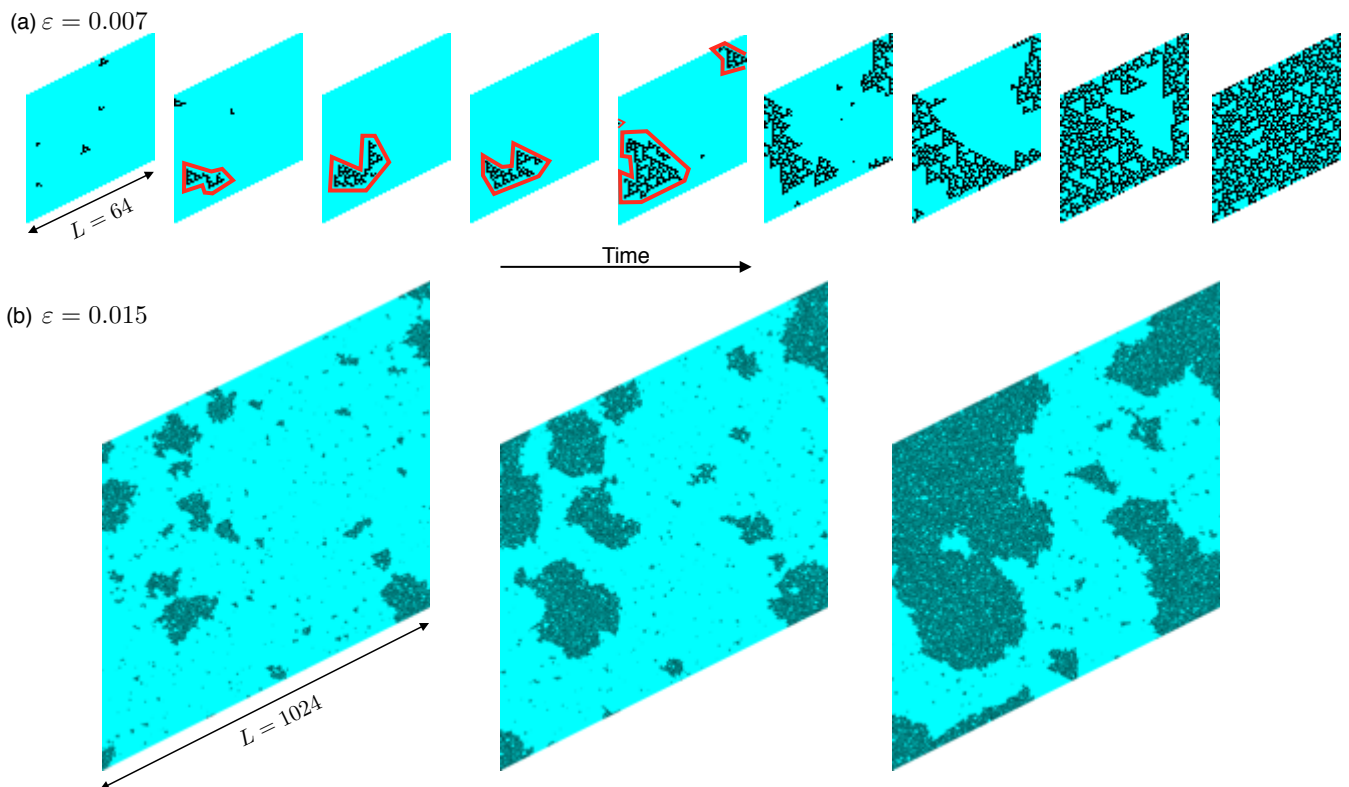 (a) ε = 0.007
L = 64
Time
(b) ε = 0.015
L = 1024